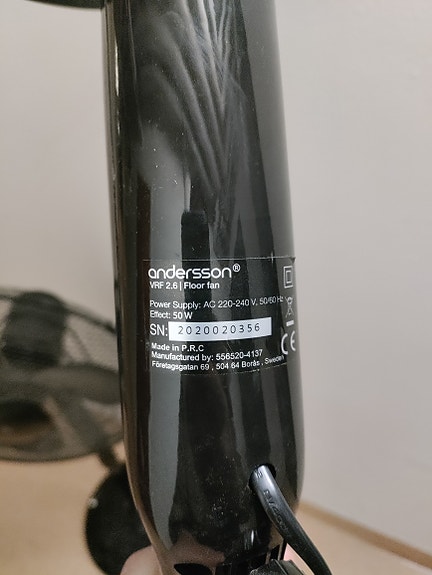 andersson®
VRF 2.6 | Floor fan
Power Supply: AC 220-240 V, 50/60 Hz
Effect: 50 W
SN: 2020020356
Made in P.R.C
Manufactured by: 556520-4137
Företagsgatan 69 , 504 64 Borås , Sweden
CE